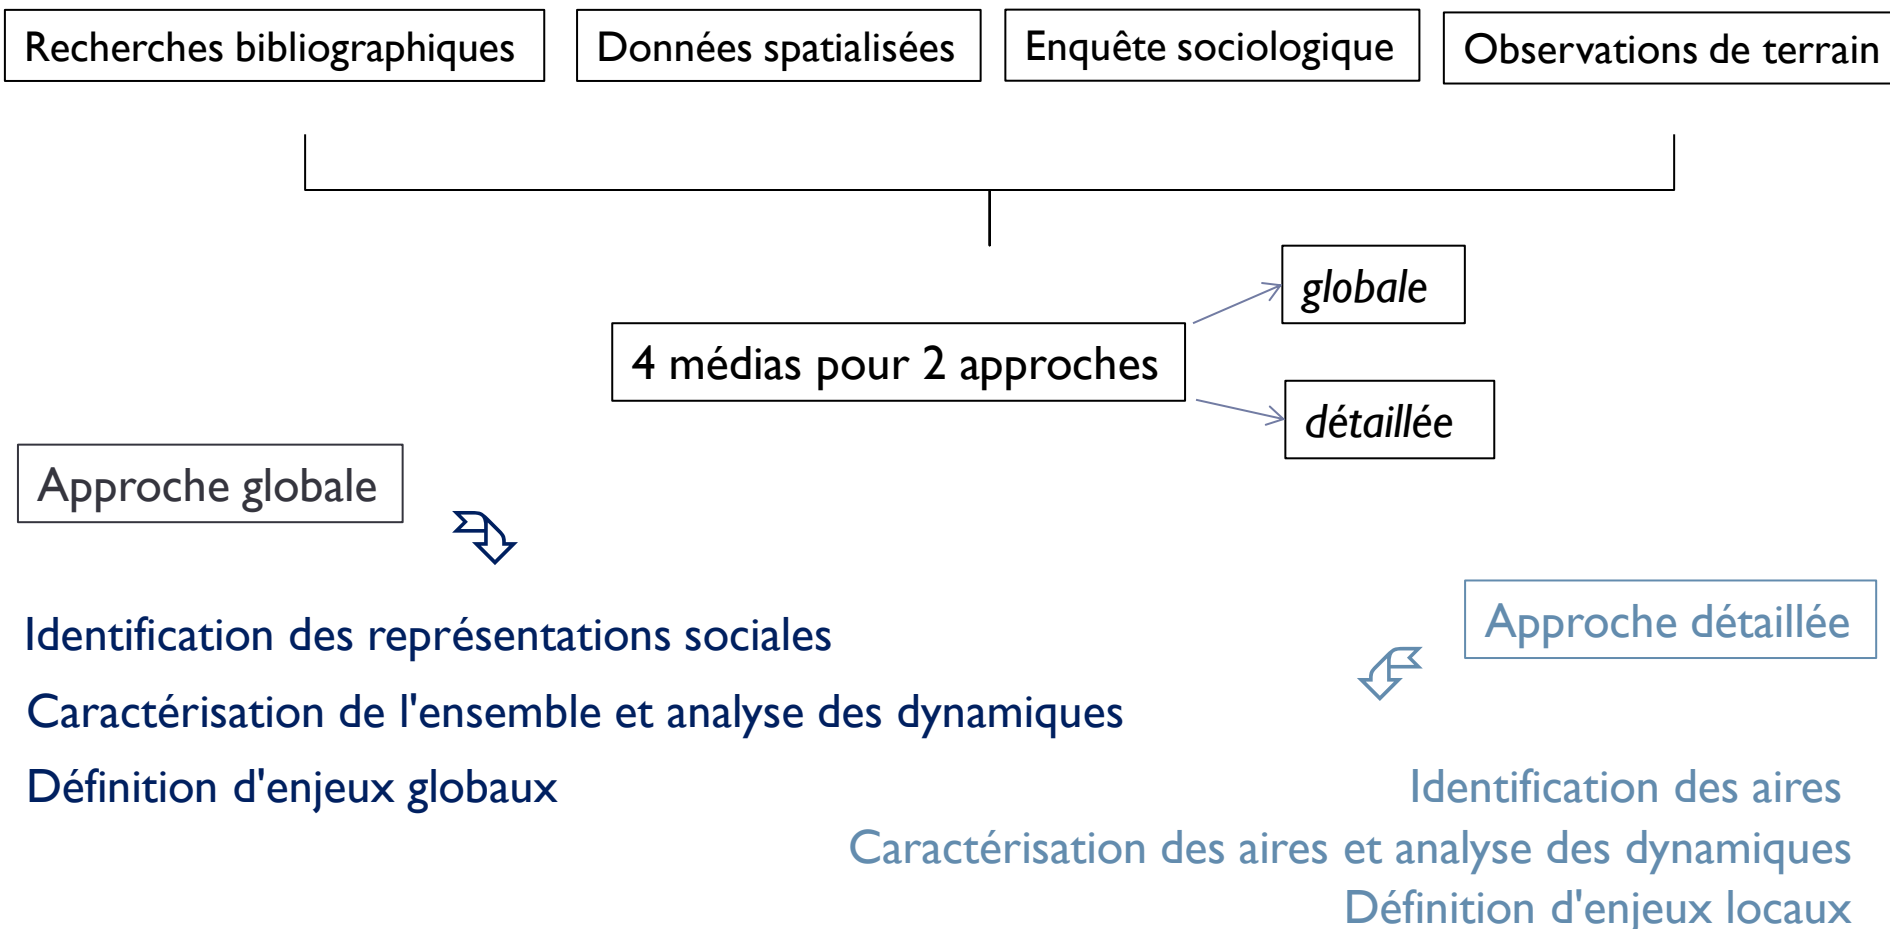 Recherches bibliographiques
Données spatialisées
Enquête sociologique
Observations de terrain
globale
4 médias pour 2 approches
détaillée
Approche globale
Identification des représentations sociales
Caractérisation de l'ensemble et analyse des dynamiques
Définition d'enjeux globaux
Approche détaillée
Identification des aires
Caractérisation des aires et analyse des dynamiques
Définition d'enjeux locaux